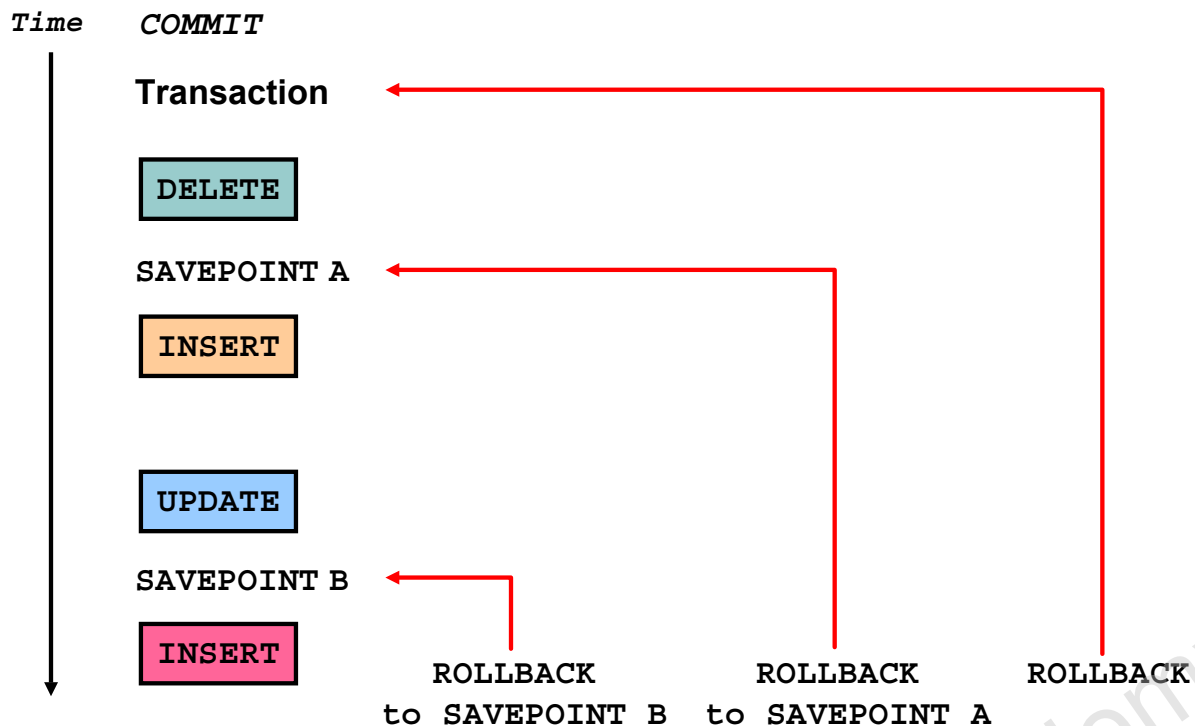 Time COMMIT
Transaction
DELETE
SAVEPOINT A
INSERT
UPDATE
SAVEPOINT B
INSERT
ROLLBACK
to SAVEPOINT B
ROLLBACK
to SAVEPOINT A
ROLLBACK